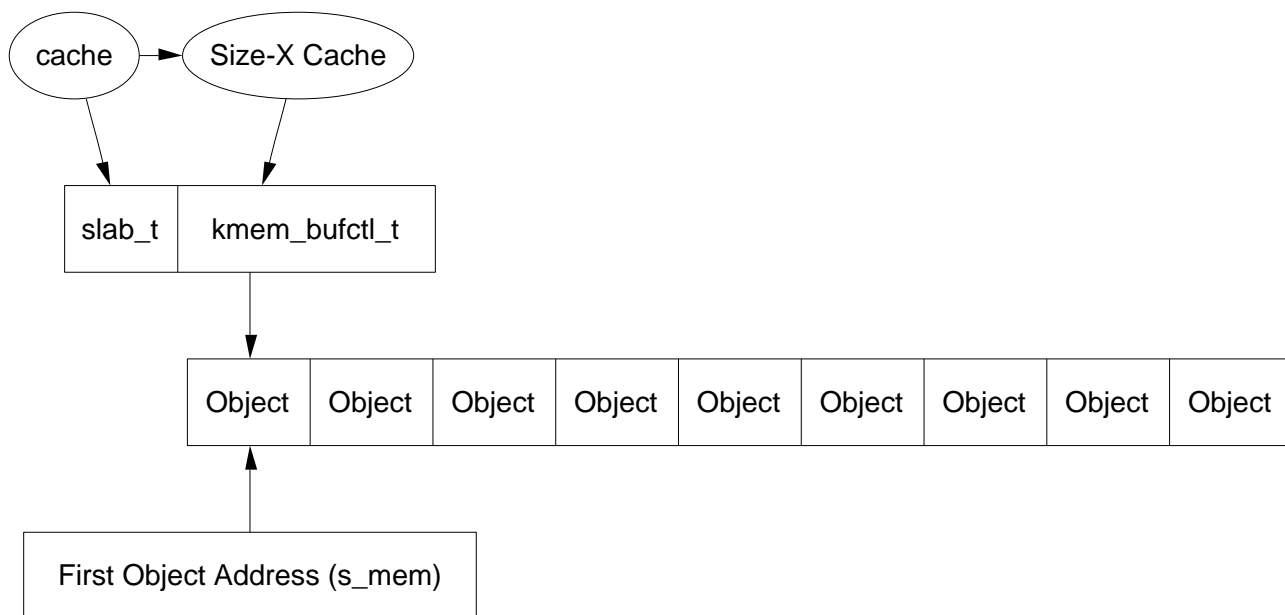 cache
Size-X Cache
slab_t
kmem_bufctl_t
Object
Object
Object
Object
Object
Object
Object
Object
Object
First Object Address (s_mem)